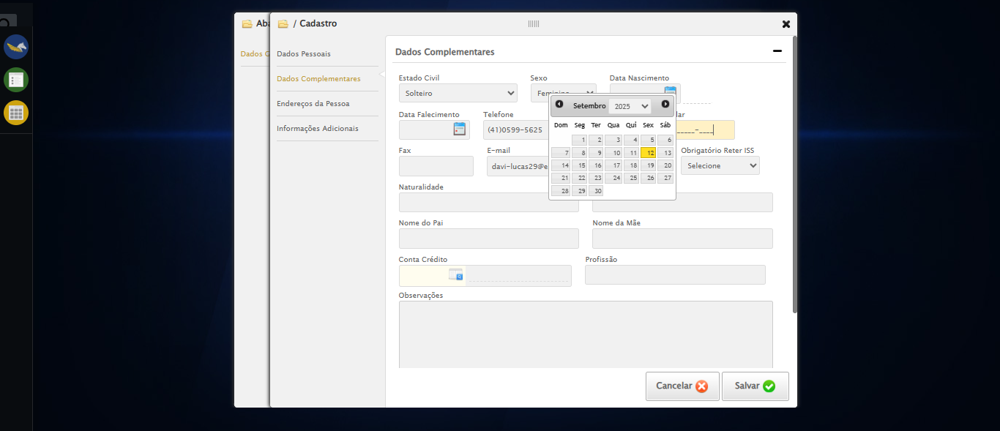 Aba
/ Cadastro
Dados C
Dados Pessoais
Dados Complementares
Endereços da Pessoa
Informações Adicionais
Dados Complementares
Estado Civil Sexo Data Nascimento
Solteiro Feminino
Setembro 2025
Dom Seg Ter Qua Qui Sex Sáb
1 2 3 4 5 6
7 8 9 10 11 12 13
14 15 16 17 18 19 20
21 22 23 24 25 26 27
28 29 30
Data Falecimento Telefone lar
(41)0599-5625 _____-____
Fax E-mail Obrigatório Reter ISS
davi-lucas29@e Selecione
Naturalidade
Nome do Pai Nome da Mãe
Conta Crédito Profissão
Observações
Cancelar Salvar